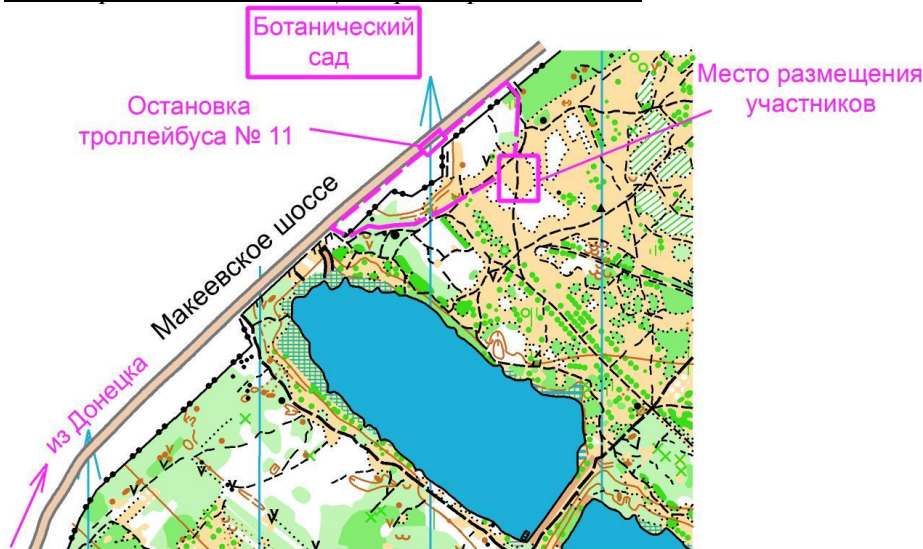 Ботанический
сад
Место размещения
участников
Остановка
троллейбуса № 11
Макеевское шоссе
из Донецка